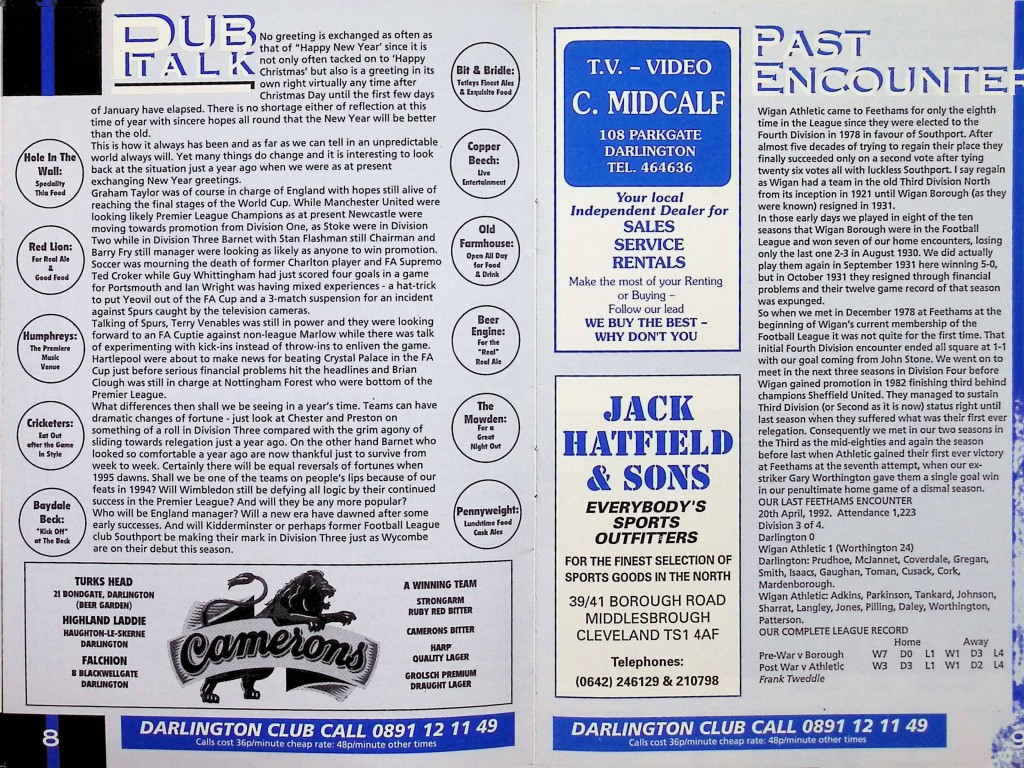 PUB
TALK
No greeting is exchanged as often as
that of "Happy New Year' since it is
not only often tacked on to 'Happy
Christmas' but also is a greeting in its
own right virtually any time after
Christmas Day until the first few days
of January have elapsed. There is no shortage either of reflection at this
time of year with sincere hopes all round that the New Year will be better
than the old.
This is how it always has been and as far as we can tell in an unpredictable
world always will. Yet many things do change and it is interesting to look
back at the situation just a year ago when we were as at present
exchanging New Year greetings.
Graham Taylor was of course in charge of England with hopes still alive of
reaching the final stages of the World Cup. While Manchester United were
looking likely Premier League Champions as at present Newcastle were
moving towards promotion from Division One, as Stoke were in Division
Two while in Division Three Barnet with Stan Flashman still Chairman and
Barry Fry still manager were looking as likely as anyone to win promotion.
Soccer was mourning the death of former Charlton player and FA Supremo
Ted Croker while Guy Whittingham had just scored four goals in a game
for Portsmouth and Ian Wright was having mixed experiences - a hat-trick
to put Yeovil out of the FA Cup and a 3-match suspension for an incident
against Spurs caught by the television cameras.
Talking of Spurs, Terry Venables was still in power and they were looking
forward to an FA Cuptie against non-league Marlow while there was talk
of experimenting with kick-ins instead of throw-ins to enliven the game.
Hartlepool were about to make news for beating Crystal Palace in the FA
Cup just before serious financial problems hit the headlines and Brian
Clough was still in charge at Nottingham Forest who were bottom of the
Premier League.
What differences then shall we be seeing in a year's time. Teams can have
dramatic changes of fortune - just look at Chester and Preston on
something of a roll in Division Three compared with the grim agony of
sliding towards relegation just a year ago. On the other hand Barnet who
looked so comfortable a year ago are now thankful just to survive from
week to week. Certainly there will be equal reversals of fortunes when
1995 dawns. Shall we be one of the teams on people's lips because of our
feats in 1994? Will Wimbledon still be defying all logic by their continued
success in the Premier League? And will they be any more popular?
Who will be England manager? Will a new era have dawned after some
early successes. And will Kidderminster or perhaps former Football League
club Southport be making their mark in Division Three just as Wycombe
are on their debut this season.
Hole In The
Wall:
Speciality
Thia Food
Red Lion:
For Real Ale
&
Good Food
Humphreys:
The Premiere
Music
Venue
Cricketers:
Eat Out
after the Game
In Style
Baydale
Beck:
"Kick Off"
at The Beck
Bit & Bridle:
Tetleys Finest Ales
& Exquisite Food
Copper
Beech:
Live
Entertainment
Old
Farmhouse:
Open All Day
for Food
& Drink
Beer
Engine:
For the
"Real"
Real Ale
The
Mowden:
For a
Great
Night Out
Pennyweight:
Lunchtime Food
Cask Ales
TURKS HEAD
21 BONDGATE, DARLINGTON
(BEER GARDEN)
HIGHLAND LADDIE
HAUGHTON-LE-SKERNE
DARLINGTON
FALCHION
8 BLACKWELLGATE
DARLINGTON
Camerons
A WINNING TEAM
STRONGARM
RUBY RED BITTER
CAMERONS BITTER
HARP
QUALITY LAGER
GROLSCH PREMIUM
DRAUGHT LAGER
8
DARLINGTON CLUB CALL 0891 12 11 49
Calls cost 36p/minute cheap rate: 48p/minute other times
T.V. – VIDEO
C. MIDCALF
108 PARKGATE
DARLINGTON
TEL. 464636
Your local
Independent Dealer for
SALES
SERVICE
RENTALS
Make the most of your Renting
or Buying –
Follow our lead
WE BUY THE BEST –
WHY DON'T YOU
JACK
HATFIELD
& SONS
EVERYBODY'S
SPORTS
OUTFITTERS
FOR THE FINEST SELECTION OF
SPORTS GOODS IN THE NORTH
39/41 BOROUGH ROAD
MIDDLESBROUGH
CLEVELAND TS1 4AF
Telephones:
(0642) 246129 & 210798
PAST
ENCOUNTER
Wigan Athletic came to Feethams for only the eighth
time in the League since they were elected to the
Fourth Division in 1978 in favour of Southport. After
almost five decades of trying to regain their place they
finally succeeded only on a second vote after tying
twenty six votes all with luckless Southport. I say regain
as Wigan had a team in the old Third Division North
from its inception in 1921 until Wigan Borough (as they
were known) resigned in 1931.
In those early days we played in eight of the ten
seasons that Wigan Borough were in the Football
League and won seven of our home encounters, losing
only the last one 2-3 in August 1930. We did actually
play them again in September 1931 here winning 5-0,
but in October 1931 they resigned through financial
problems and their twelve game record of that season
was expunged.
So when we met in December 1978 at Feethams at the
beginning of Wigan's current membership of the
Football League it was not quite for the first time. That
initial Fourth Division encounter ended all square at 1-1
with our goal coming from John Stone. We went on to
meet in the next three seasons in Division Four before
Wigan gained promotion in 1982 finishing third behind
champions Sheffield United. They managed to sustain
Third Division (or Second as it is now) status right until
last season when they suffered what was their first ever
relegation. Consequently we met in our two seasons in
the Third as the mid-eighties and again the season
before last when Athletic gained their first ever victory
at Feethams at the seventh attempt, when our ex-
striker Gary Worthington gave them a single goal win
in our penultimate home game of a dismal season.
OUR LAST FEETHAMS ENCOUNTER
20th April, 1992. Attendance 1,223
Division 3 of 4.
Darlington 0
Wigan Athletic 1 (Worthington 24)
Darlington: Prudhoe, McJannet, Coverdale, Gregan,
Smith, Isaacs, Gaughan, Toman, Cusack, Cork,
Mardenborough.
Wigan Athletic: Adkins, Parkinson, Tankard, Johnson,
Sharrat, Langley, Jones, Pilling, Daley, Worthington,
Patterson.
OUR COMPLETE LEAGUE RECORD
Home Away
Pre-War v Borough W7 D0 L1 W1 D3 L4
Post War v Athletic W3 D3 L1 W1 D2 L4
Frank Tweddle
DARLINGTON CLUB CALL 0891 12 11 49
Calls cost 36p/minute cheap rate: 48p/minute other times
9